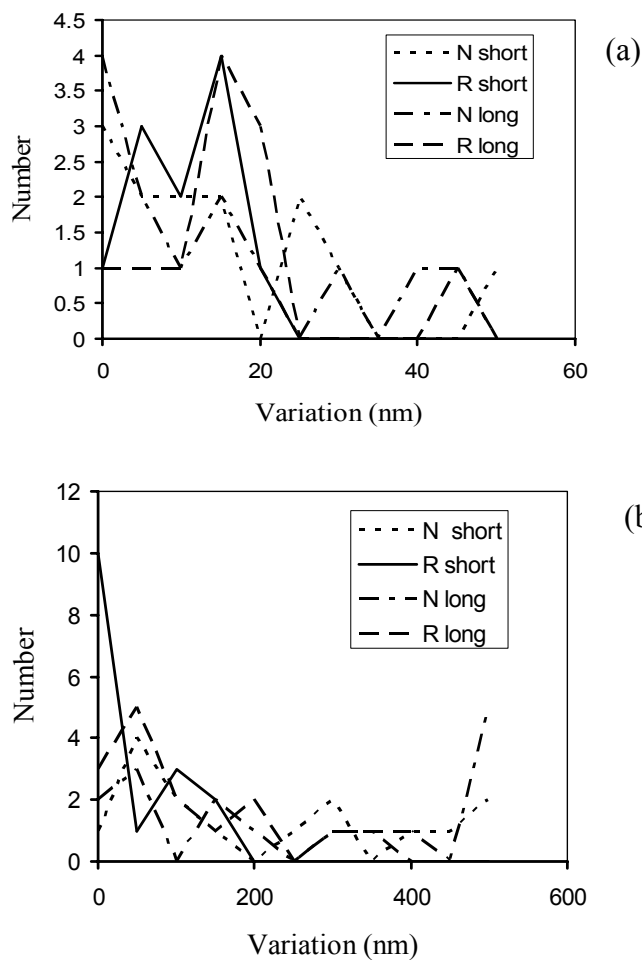 (a)
N short
R short
N long
R long
5
4.5
4
3.5
3
2.5
2
1.5
1
0.5
0
Number
0 20 40 60
Variation (nm)
(b
N short
R short
N long
R long
12
10
8
6
4
2
0
Number
0 200 400 600
Variation (nm)